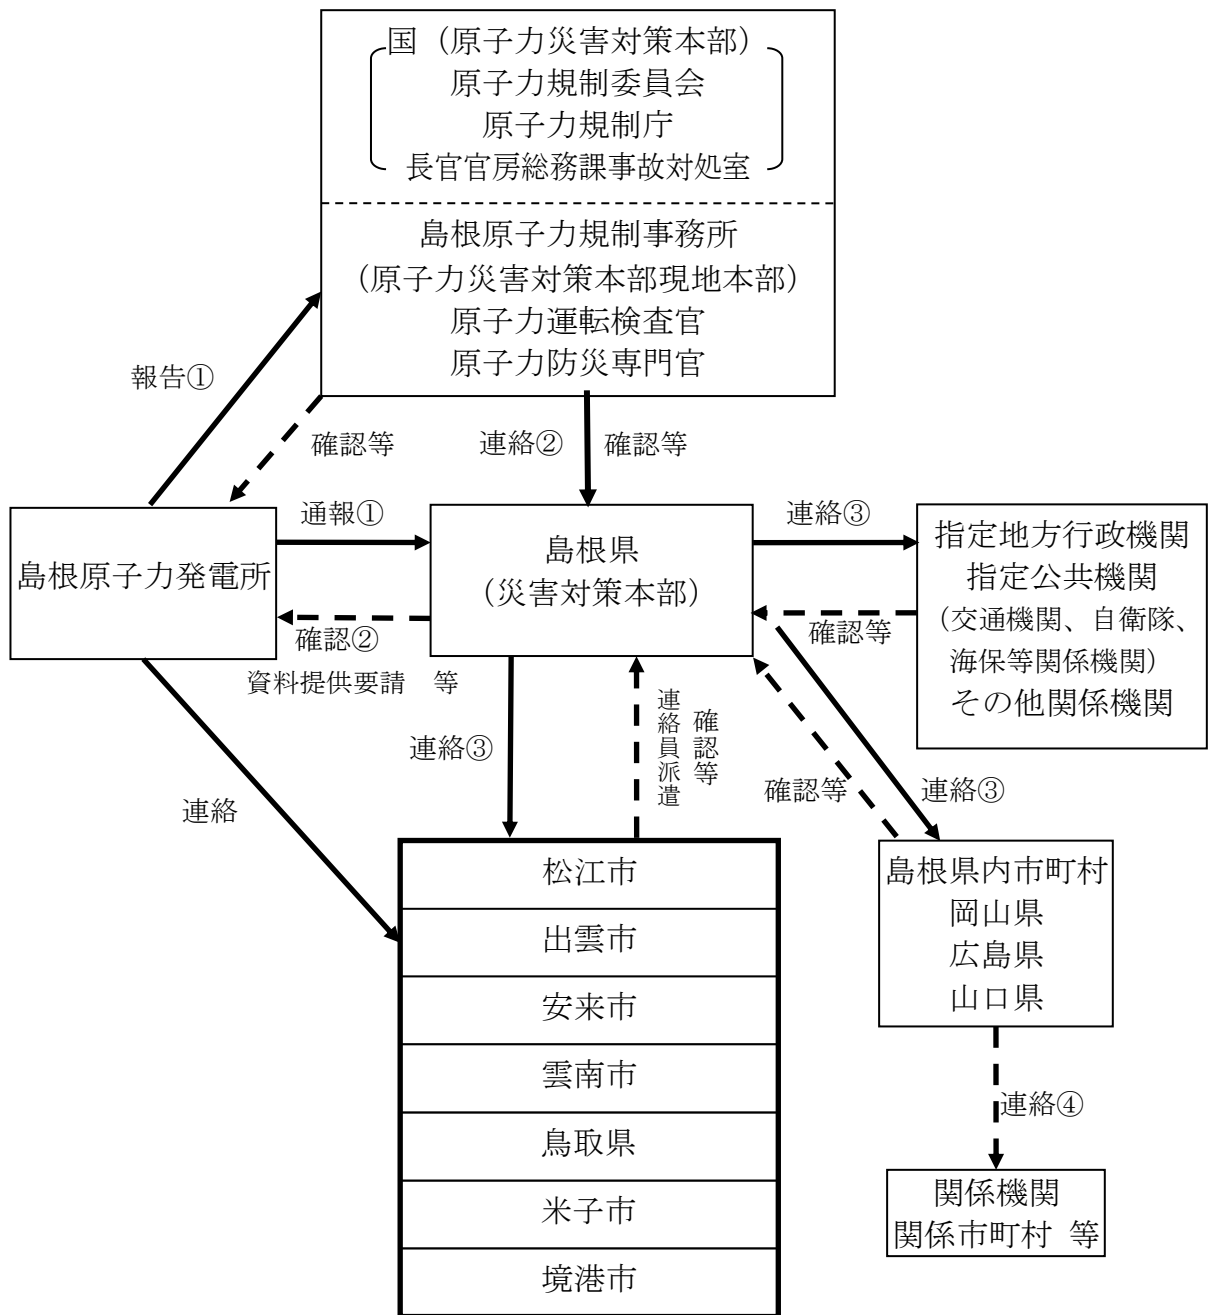 国（原子力災害対策本部）
原子力規制委員会
原子力規制庁
長官官房総務課事故対処室
島根原子力規制事務所
（原子力災害対策本部現地本部）
原子力運転検査官
原子力防災専門官
報告①
確認等
連絡②
確認等
通報①
連絡③
島根原子力発電所
島根県
（災害対策本部）
指定地方行政機関
指定公共機関
（交通機関、自衛隊、
海保等関係機関）
その他関係機関
確認②
資料提供要請　等
確認等
連絡③
連絡員派遣
確認等
確認等
連絡③
連絡
松江市
出雲市
安来市
雲南市
鳥取県
米子市
境港市
島根県内市町村
岡山県
広島県
山口県
連絡④
関係機関
関係市町村 等